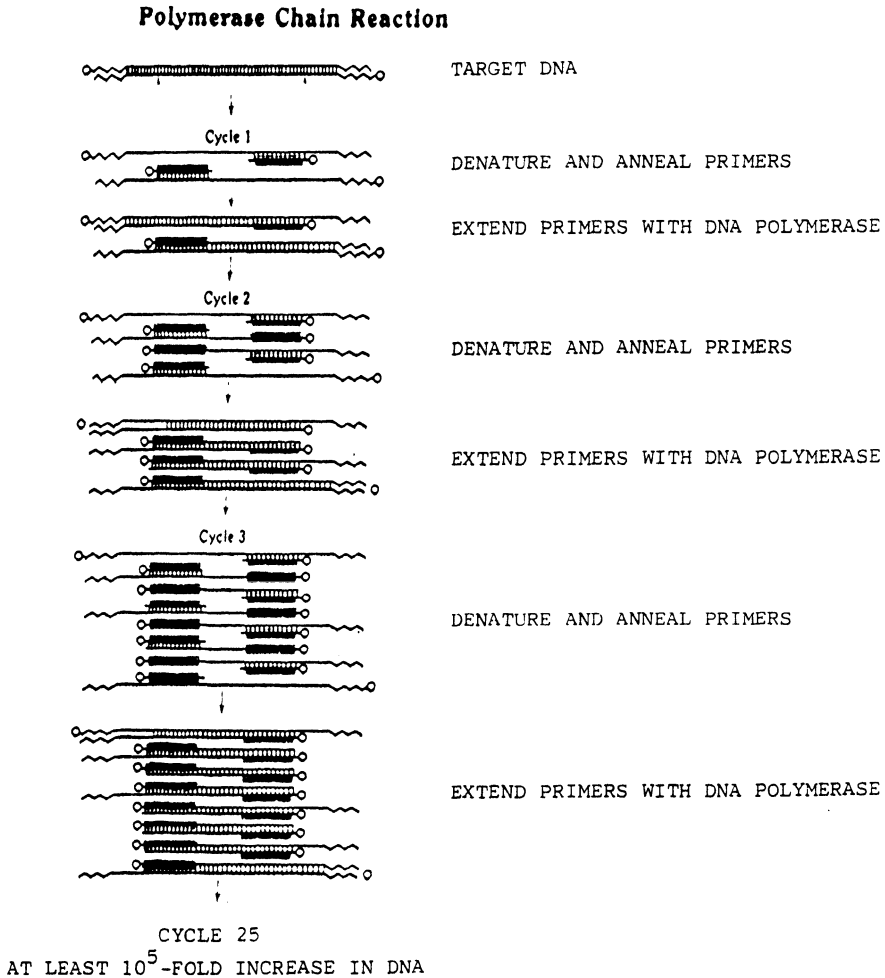 Polymerase Chain Reaction
TARGET DNA
Cycle 1
DENATURE AND ANNEAL PRIMERS
EXTEND PRIMERS WITH DNA POLYMERASE
Cycle 2
DENATURE AND ANNEAL PRIMERS
EXTEND PRIMERS WITH DNA POLYMERASE
Cycle 3
DENATURE AND ANNEAL PRIMERS
EXTEND PRIMERS WITH DNA POLYMERASE
CYCLE 25
AT LEAST 10^5-FOLD INCREASE IN DNA